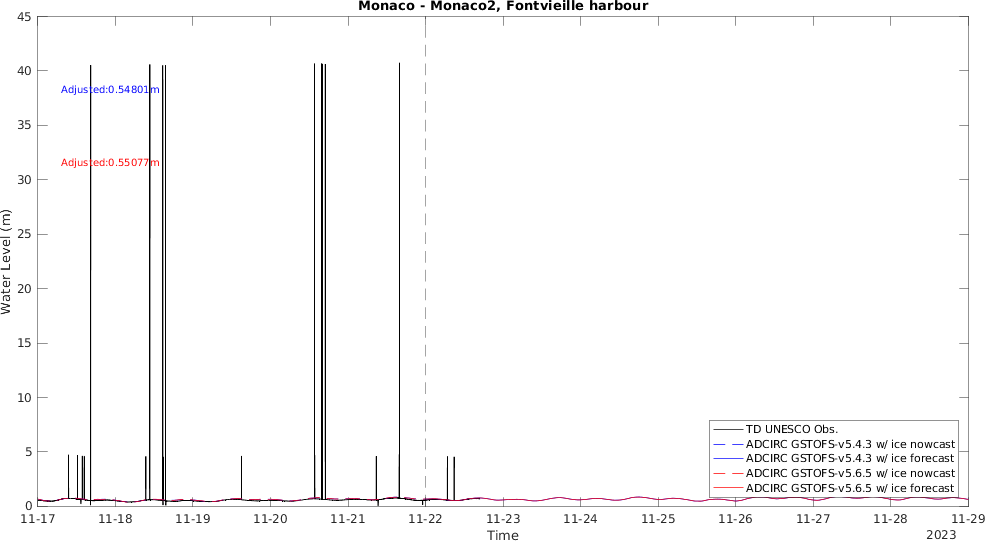 Monaco - Monaco2, Fontvieille harbour
45
40
35
30
25
20
15
10
5
0
Water Level (m)
Adjusted:0.54801m
Adjusted:0.55077m
TD UNESCO Obs.
ADCIRC GSTOFS-v5.4.3 w/ ice nowcast
ADCIRC GSTOFS-v5.4.3 w/ ice forecast
ADCIRC GSTOFS-v5.6.5 w/ ice nowcast
ADCIRC GSTOFS-v5.6.5 w/ ice forecast
11-17 11-18 11-19 11-20 11-21 11-22 11-23 11-24 11-25 11-26 11-27 11-28 11-29
Time
2023